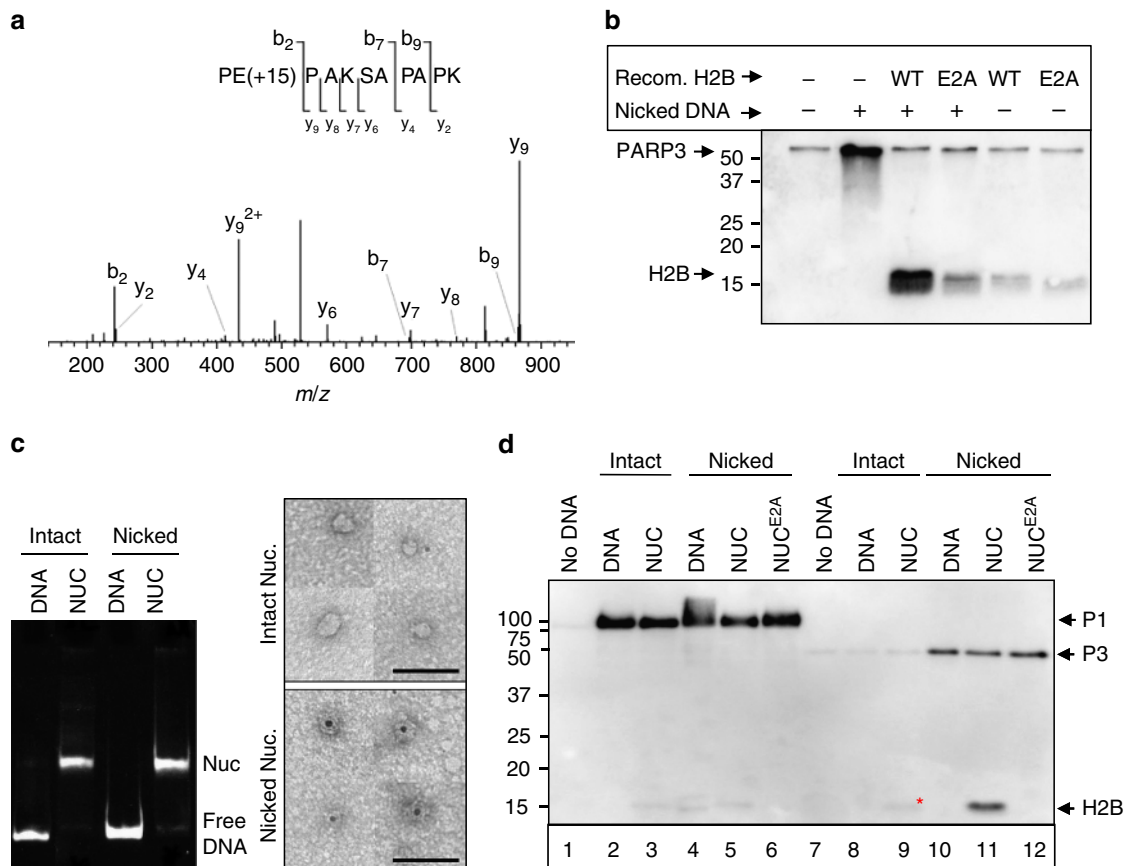 a
b2 b7 b9
PE(+15) P A K SA PA PK
y9 y8 y7 y6 y4 y2
y9
y9 2+
b2
y2
y4
b7
b9
y6
y7
y8
200 300 400 500 600 700 800 900
m/z
b
Recom. H2B – – WT E2A WT E2A
Nicked DNA – + + + – –
PARP3
50
37
25
20
H2B
15
c
Intact Nicked
DNA NUC DNA NUC
Nuc
Free
DNA
Intact Nuc.
Nicked Nuc.
d
Intact Nicked Intact Nicked
No DNA DNA NUC DNA NUC NUC^E2A No DNA DNA NUC DNA NUC NUC^E2A
100 P1
75
50 P3
37
25
20
15 * H2B
1 2 3 4 5 6 7 8 9 10 11 12